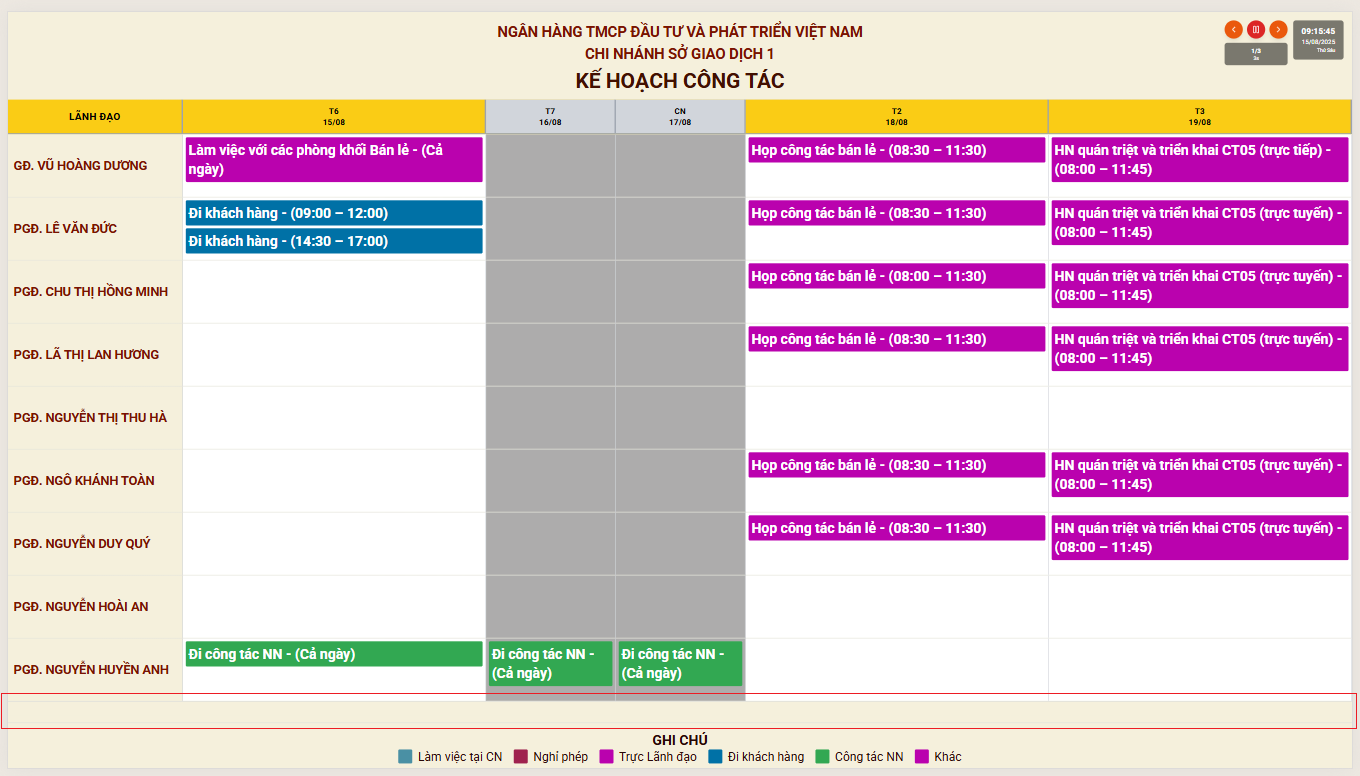 NGÂN HÀNG TMCP ĐẦU TƯ VÀ PHÁT TRIỂN VIỆT NAM
CHI NHÁNH SỞ GIAO DỊCH 1
KẾ HOẠCH CÔNG TÁC
1/3
3s
09:15:45
15/08/2025
Thứ Sáu
LÃNH ĐẠO
T6
15/08
T7
16/08
CN
17/08
T2
18/08
T3
19/08
GĐ. VŨ HOÀNG DƯƠNG
Làm việc với các phòng khối Bán lẻ - (Cả
ngày)
Họp công tác bán lẻ - (08:30 – 11:30)
HN quán triệt và triển khai CT05 (trực tiếp) -
(08:00 – 11:45)
PGĐ. LÊ VĂN ĐỨC
Đi khách hàng - (09:00 – 12:00)
Đi khách hàng - (14:30 – 17:00)
Họp công tác bán lẻ - (08:30 – 11:30)
HN quán triệt và triển khai CT05 (trực tuyến) -
(08:00 – 11:45)
PGĐ. CHU THỊ HỒNG MINH
Họp công tác bán lẻ - (08:00 – 11:30)
HN quán triệt và triển khai CT05 (trực tuyến) -
(08:00 – 11:45)
PGĐ. LÃ THỊ LAN HƯƠNG
Họp công tác bán lẻ - (08:30 – 11:30)
HN quán triệt và triển khai CT05 (trực tuyến) -
(08:00 – 11:45)
PGĐ. NGUYỄN THỊ THU HÀ
PGĐ. NGÔ KHÁNH TOÀN
Họp công tác bán lẻ - (08:30 – 11:30)
HN quán triệt và triển khai CT05 (trực tuyến) -
(08:00 – 11:45)
PGĐ. NGUYỄN DUY QUÝ
Họp công tác bán lẻ - (08:30 – 11:30)
HN quán triệt và triển khai CT05 (trực tuyến) -
(08:00 – 11:45)
PGĐ. NGUYỄN HOÀI AN
PGĐ. NGUYỄN HUYỀN ANH
Đi công tác NN - (Cả ngày)
Đi công tác NN -
(Cả ngày)
Đi công tác NN -
(Cả ngày)
GHI CHÚ
Làm việc tại CN
Nghỉ phép
Trực Lãnh đạo
Đi khách hàng
Công tác NN
Khác